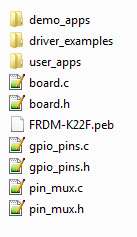 demo_apps
driver_examples
user_apps
board.c
board.h
FRDM-K22F.peb
gpio_pins.c
gpio_pins.h
pin_mux.c
pin_mux.h